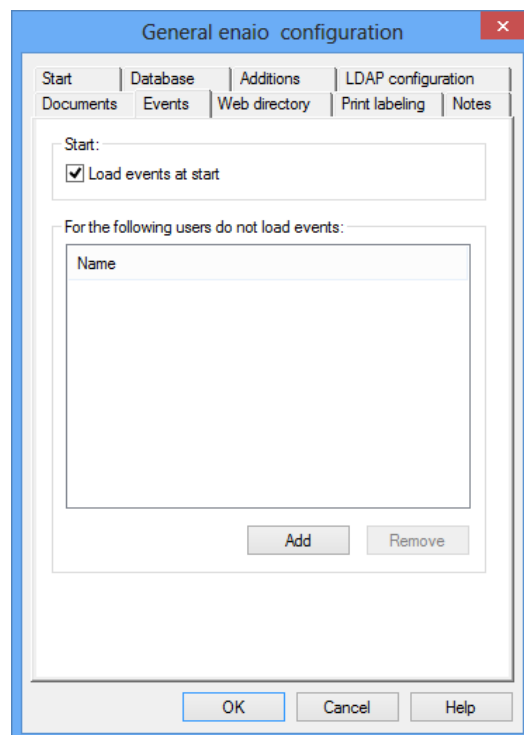 General enaio configuration
Start Database Additions LDAP configuration
Documents Events Web directory Print labeling Notes
Start:
Load events at start
For the following users do not load events:
Name
Add Remove
OK Cancel Help